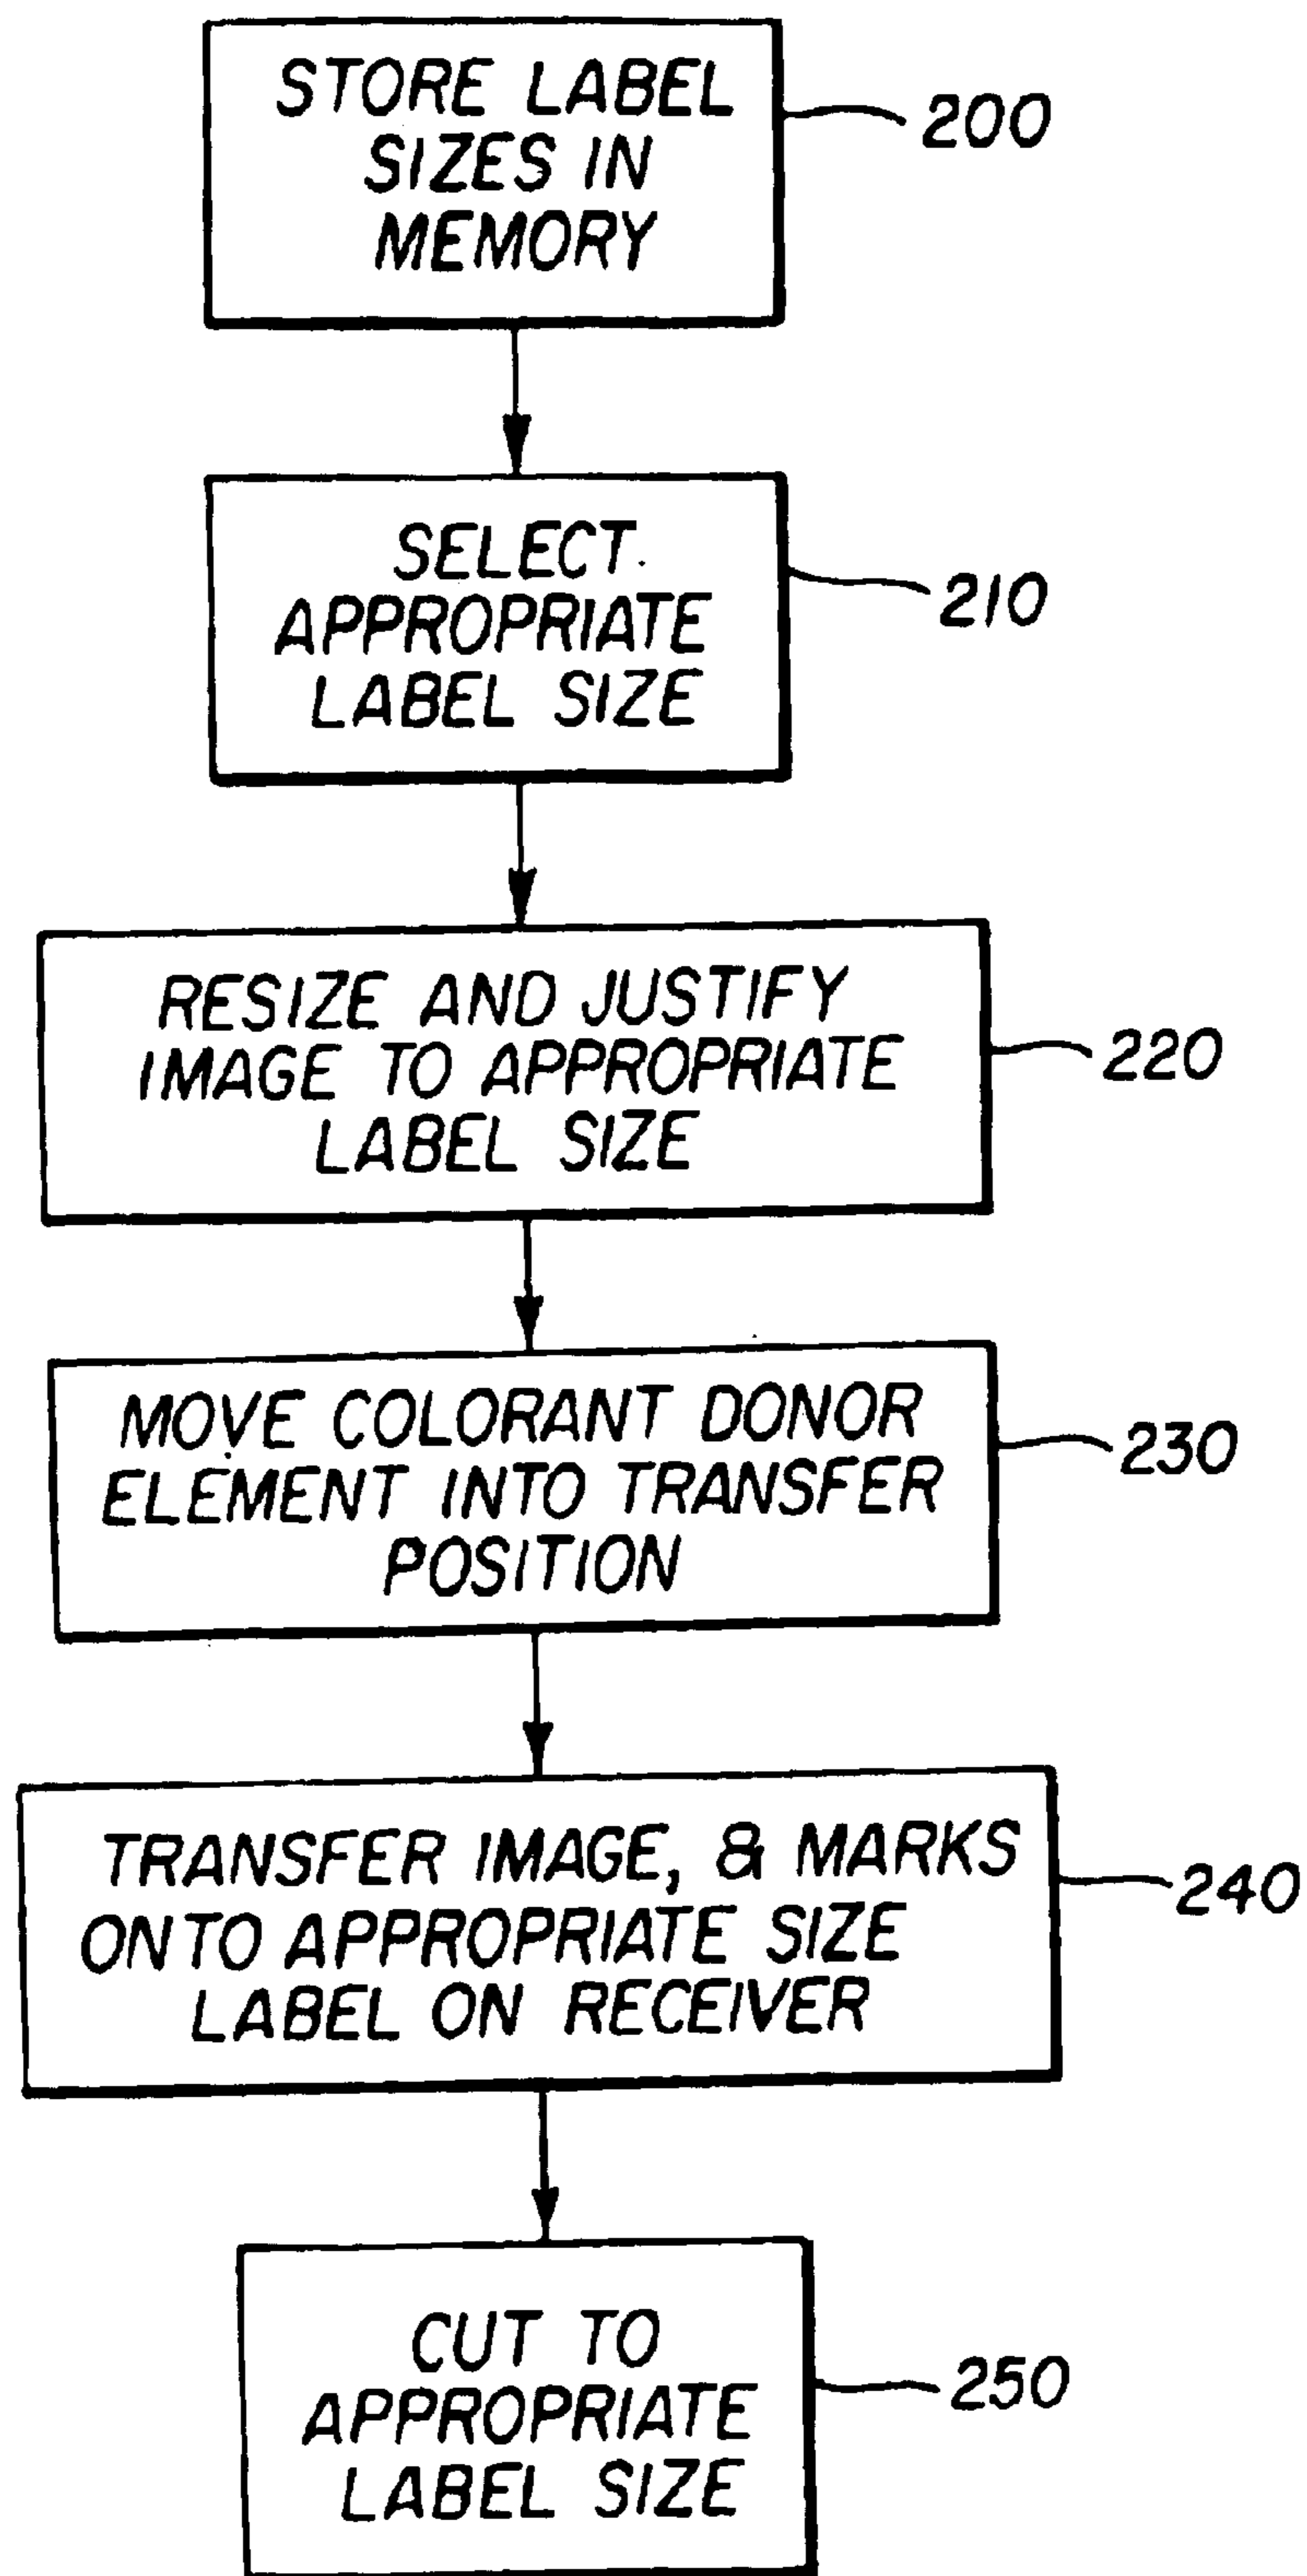 STORE LABEL
SIZES IN
MEMORY
200
SELECT
APPROPRIATE
LABEL SIZE
210
RESIZE AND JUSTIFY
IMAGE TO APPROPRIATE
LABEL SIZE
220
MOVE COLORANT DONOR
ELEMENT INTO TRANSFER
POSITION
230
TRANSFER IMAGE, & MARKS
ONTO APPROPRIATE SIZE
LABEL ON RECEIVER
240
CUT TO
APPROPRIATE
LABEL SIZE
250